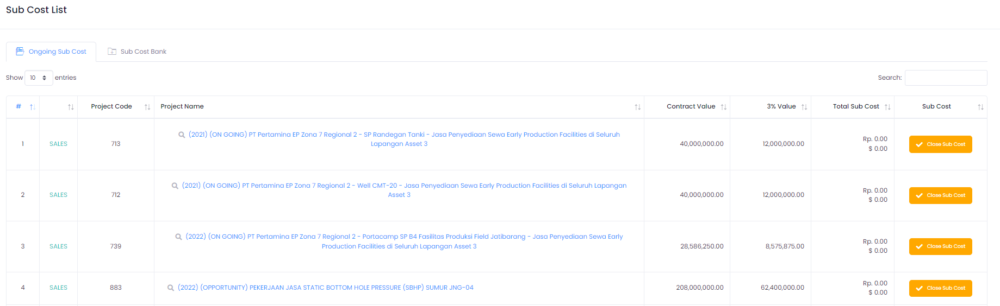 Sub Cost List
Ongoing Sub Cost Sub Cost Bank
Show 10 entries Search:
# Project Code Project Name Contract Value 3% Value Total Sub Cost Sub Cost
1 SALES 713 (2021) (ON GOING) PT Pertamina EP Zona 7 Regional 2 - SP Randegan Tanki - Jasa Penyediaan Sewa Early Production Facilities di Seluruh
Lapangan Asset 3 40,000,000.00 12,000,000.00 Rp. 0.00
$ 0.00 Close Sub Cost
2 SALES 712 (2021) (ON GOING) PT Pertamina EP Zona 7 Regional 2 - Well CMT-20 - Jasa Penyediaan Sewa Early Production Facilities di Seluruh Lapangan
Asset 3 40,000,000.00 12,000,000.00 Rp. 0.00
$ 0.00 Close Sub Cost
3 SALES 739 (2022) (ON GOING) PT Pertamina EP Zona 7 Regional 2 - Portacamp SP B4 Fasilitas Produksi Field Jatibarang - Jasa Penyediaan Sewa Early
Production Facilities di Seluruh Lapangan Asset 3 28,586,250.00 8,575,875.00 Rp. 0.00
$ 0.00 Close Sub Cost
4 SALES 883 (2022) (OPPORTUNITY) PEKERJAAN JASA STATIC BOTTOM HOLE PRESSURE (SBHP) SUMUR JNG-04 208,000,000.00 62,400,000.00 Rp. 0.00
$ 0.00 Close Sub Cost